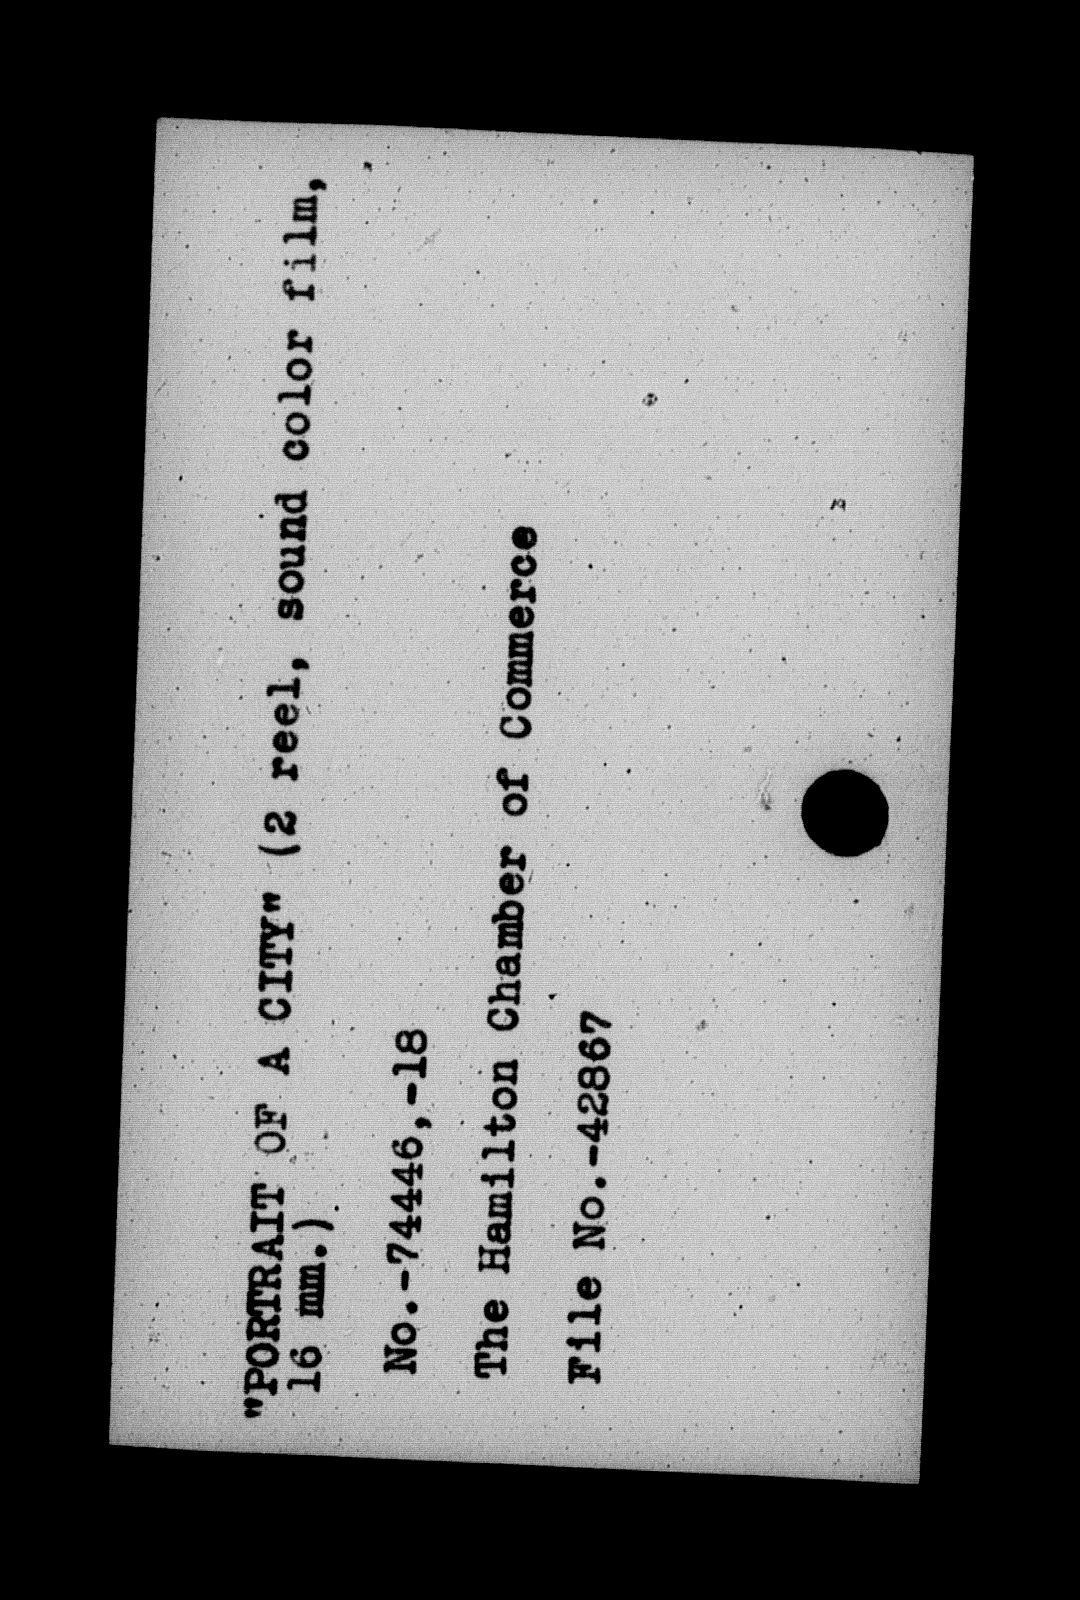 "PORTRAIT OF A CITY" (2 reel, sound color film,
16 mm.)
No.-74446,-18
The Hamilton Chamber of Commerce
File No.-42867